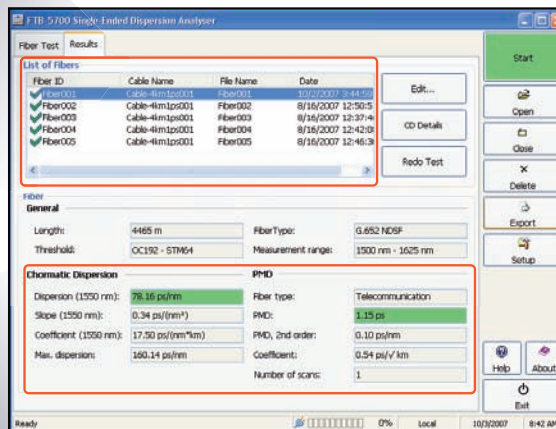 FTB-5700 Single-Ended Dispersion Analyser
Fiber Test Results
List of Fibers
Fiber ID Cable Name File Name Date
Fiber001 Cable-4km1ps001 Fiber001 10/2/2007 3:44:59
Fiber002 Cable-4km1ps001 Fiber002 8/16/2007 12:50:5
Fiber003 Cable-4km1ps001 Fiber003 8/16/2007 12:37:4
Fiber004 Cable-4km1ps001 Fiber004 8/16/2007 12:42:0
Fiber005 Cable-4km1ps001 Fiber005 8/16/2007 12:46:3
Edit...
CD Details
Redo Test
Start
Open
Close
Delete
Export
Setup
Help About
Exit
Fiber
General
Length: 4465 m FiberType: G.652 NDSF
Threshold: OC192 - STM64 Measurement range: 1500 nm - 1625 nm
Chormatic Dispersion PMD
Dispersion (1550 nm): 78.16 ps/nm Fiber type: Telecommunication
Slope (1550 nm): 0.34 ps/(nm²) PMD: 1.15 ps
Coefficient (1550 nm): 17.50 ps/(nm*km) PMD, 2nd order: 0.10 ps/nm
Max. dispersion: 160.14 ps/nm Coefficient: 0.54 ps/√ km
Number of scans: 1
Ready 0% Local 10/3/2007 8:42 AM